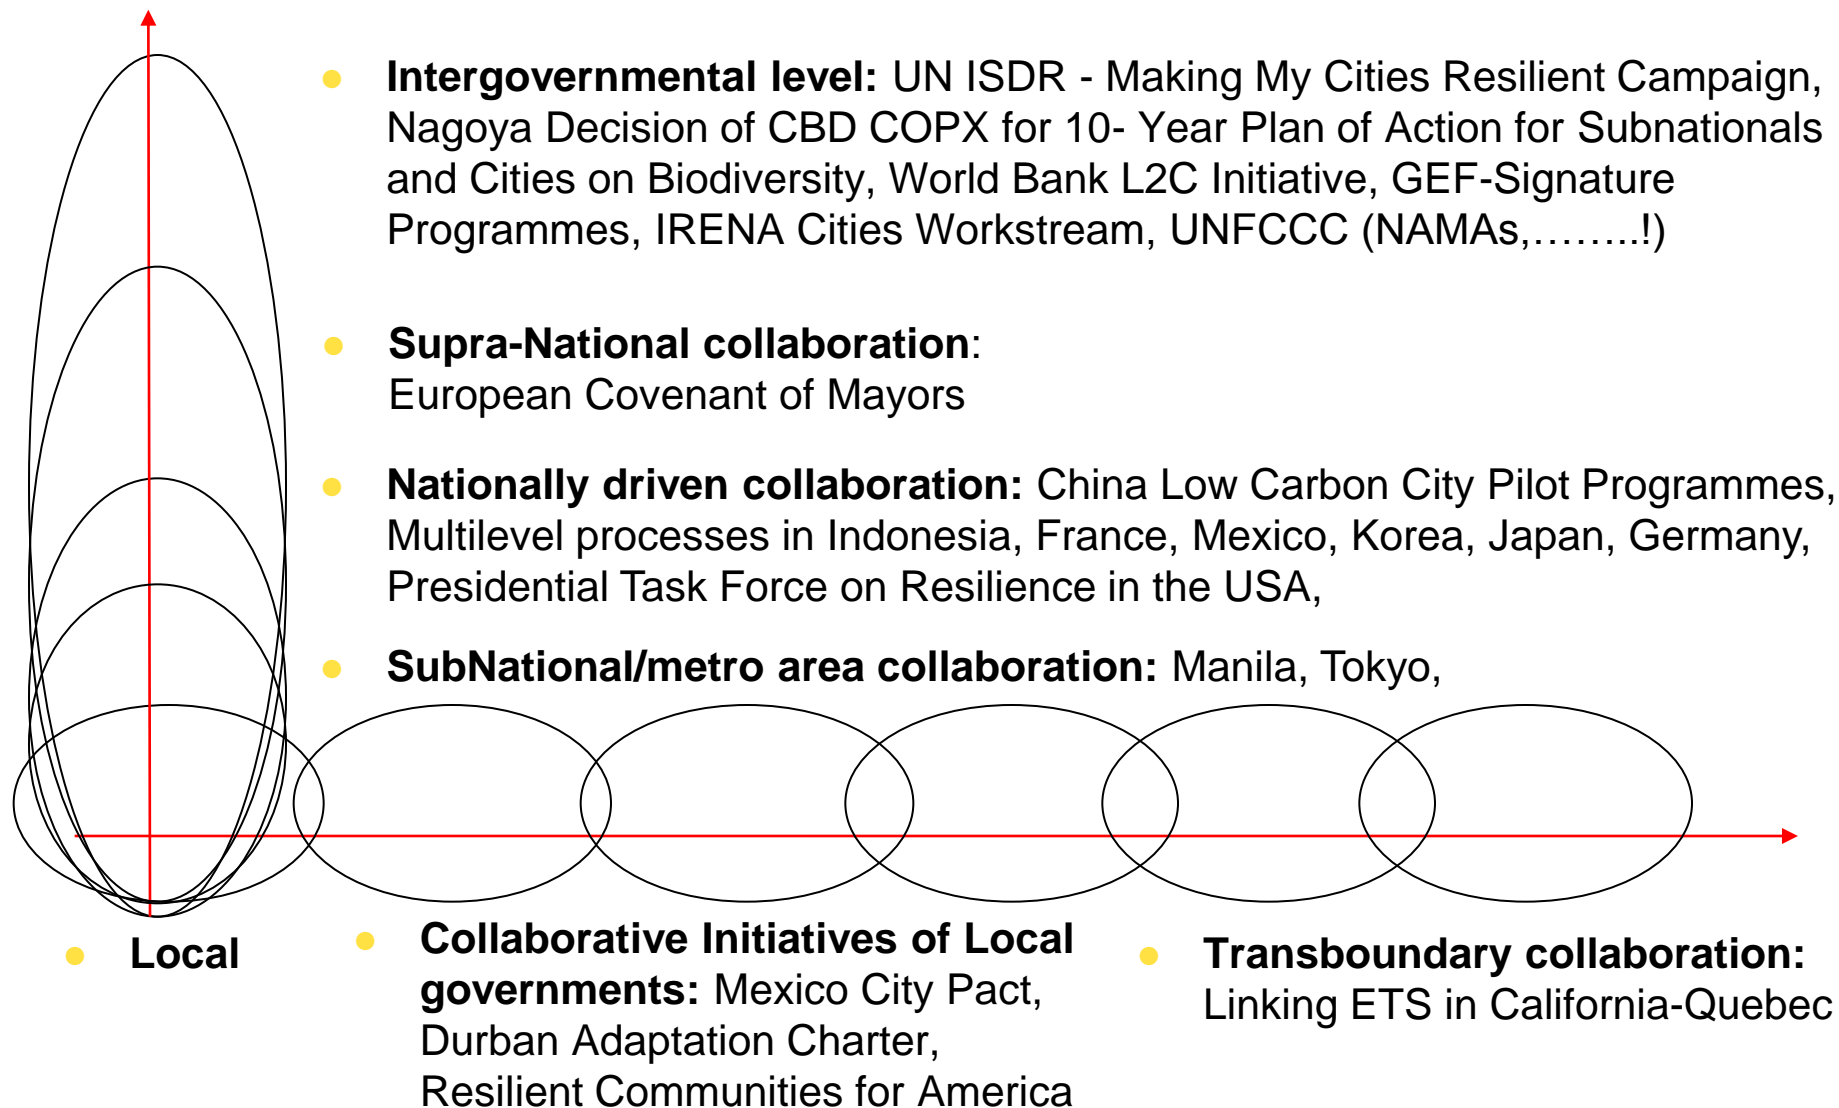 ● Intergovernmental level: UN ISDR - Making My Cities Resilient Campaign,
Nagoya Decision of CBD COPX for 10- Year Plan of Action for Subnationals
and Cities on Biodiversity, World Bank L2C Initiative, GEF-Signature
Programmes, IRENA Cities Workstream, UNFCCC (NAMAs,……..!)
● Supra-National collaboration:
European Covenant of Mayors
● Nationally driven collaboration: China Low Carbon City Pilot Programmes,
Multilevel processes in Indonesia, France, Mexico, Korea, Japan, Germany,
Presidential Task Force on Resilience in the USA,
● SubNational/metro area collaboration: Manila, Tokyo,
● Local
● Collaborative Initiatives of Local
governments: Mexico City Pact,
Durban Adaptation Charter,
Resilient Communities for America
● Transboundary collaboration:
Linking ETS in California-Quebec